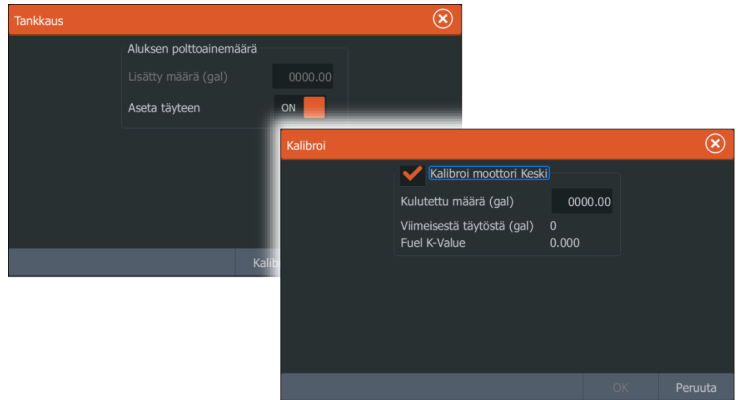 Tankkaus
Aluksen polttoainemäärä
Lisätty määrä (gal) 0000.00
Aseta täyteen ON
Kalibroi
Kalibroi moottori Keski
Kulutettu määrä (gal) 0000.00
Viimeisestä täytöstä (gal) 0
Fuel K-Value 0.000
OK Peruuta